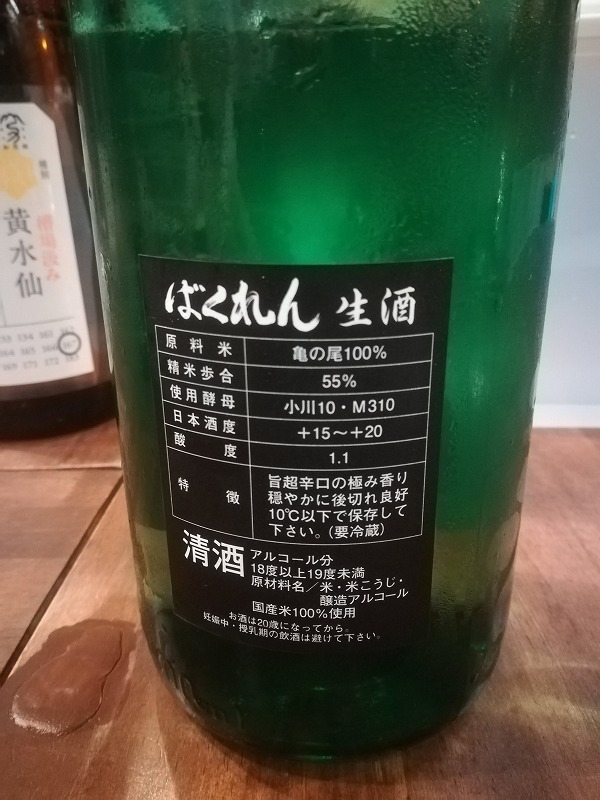 ばくれん 生酒
原料米 亀の尾100%
精米歩合 55%
使用酵母 小川10・M310
日本酒度 +15～+20
酸度 1.1
特徴 旨超辛口の極み香り
穏やかに後切れ良好
10℃以下で保存して
下さい。(要冷蔵)
清酒
アルコール分
18度以上19度未満
原材料名／米・米こうじ・
醸造アルコール
国産米100%使用
お酒は20歳になってから。
妊娠中・授乳期の飲酒は避けて下さい。
槽場汲み
黄水仙